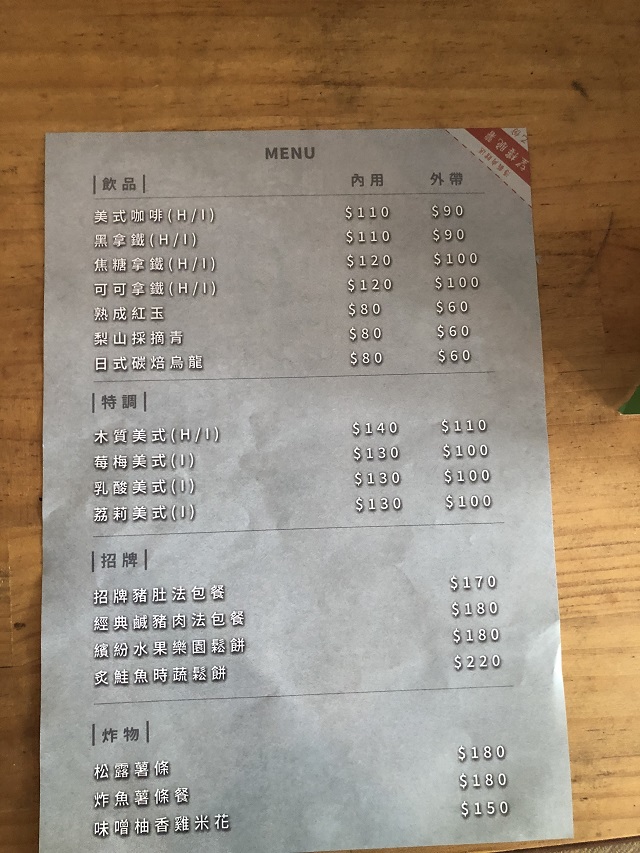 MENU
飲品 內用 外帶
美式咖啡(H/I) $110 $90
黑拿鐵(H/I) $110 $90
焦糖拿鐵(H/I) $120 $100
可可拿鐵(H/I) $120 $100
熟成紅玉 $80 $60
梨山採摘青 $80 $60
日式碳焙烏龍 $80 $60
特調
木質美式(H/I) $140 $110
莓梅美式(I) $130 $100
乳酸美式(I) $130 $100
荔莉美式(I) $130 $100
招牌
招牌豬肚法包餐 $170
經典鹹豬肉法包餐 $180
繽紛水果樂園鬆餅 $180
炙鮭魚時蔬鬆餅 $220
炸物
松露薯條 $180
炸魚薯條餐 $180
味噌柚香雞米花 $150